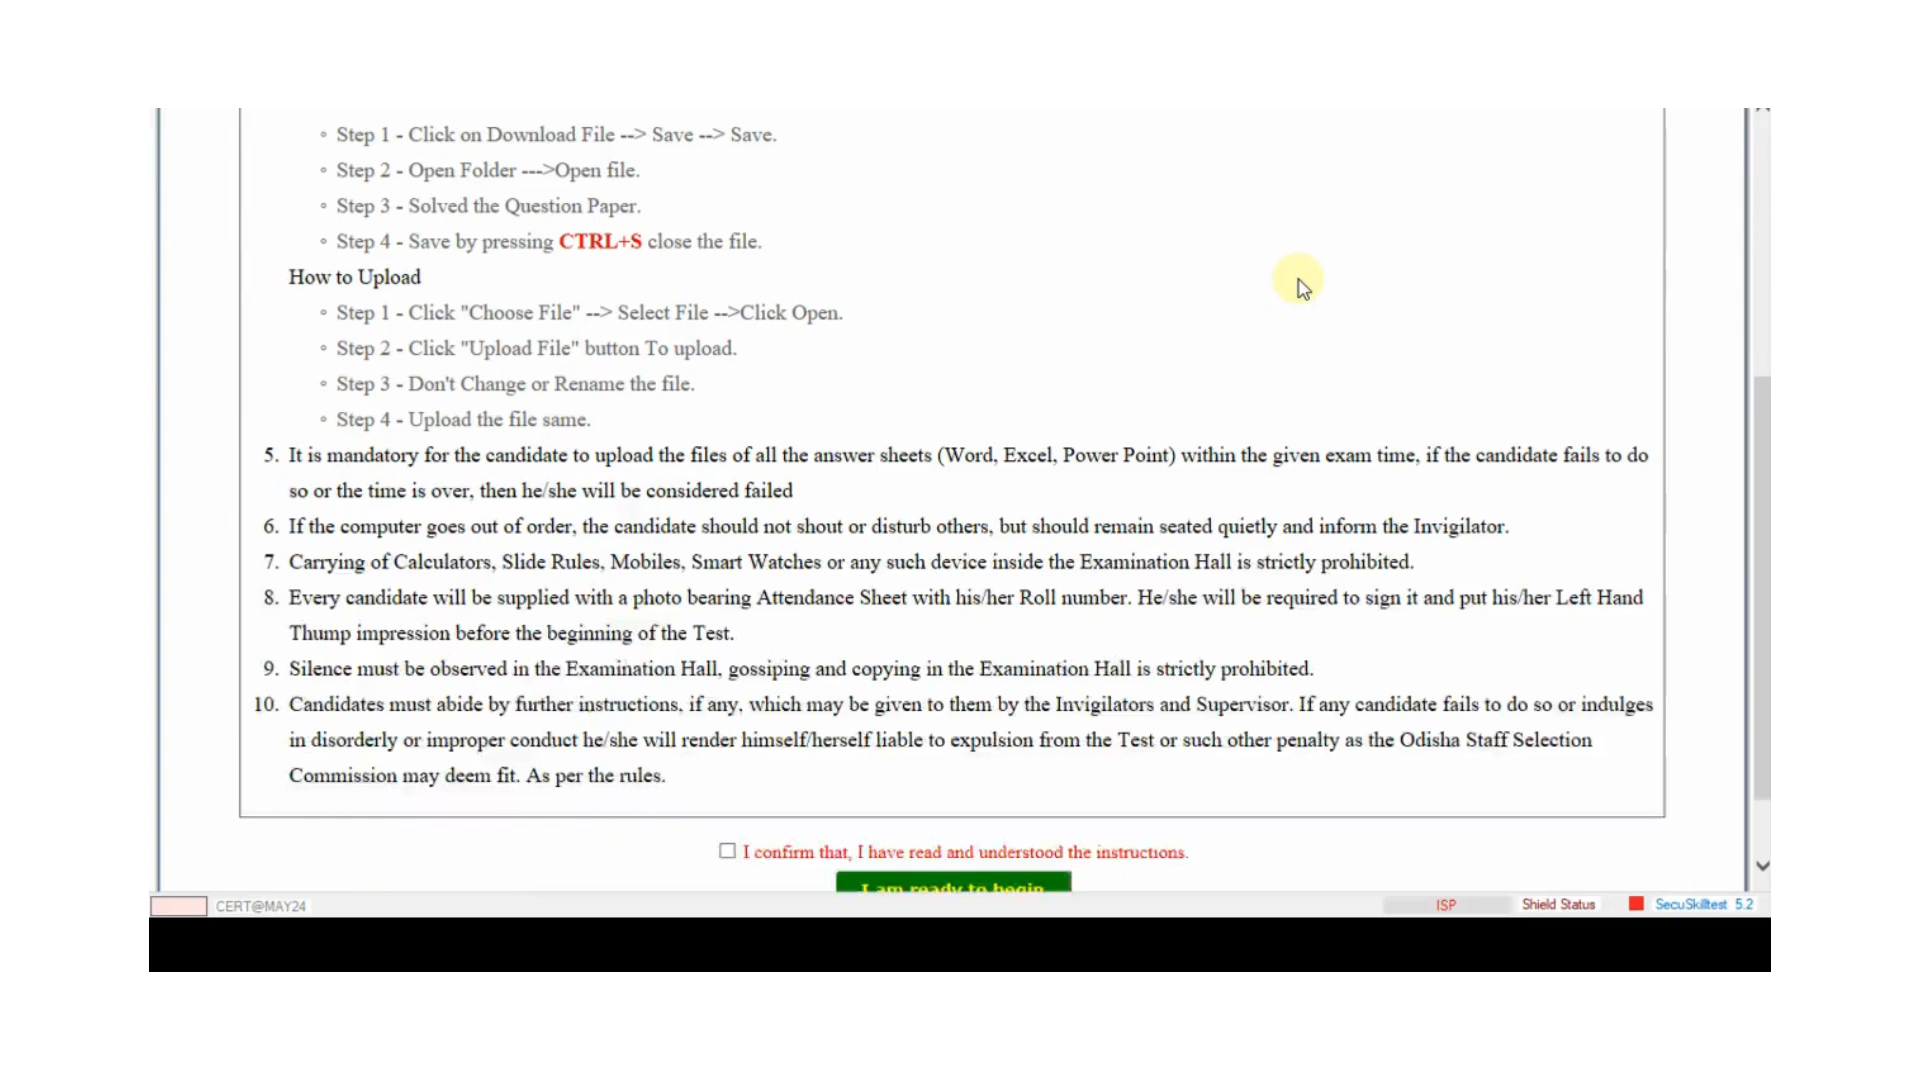 ◦ Step 1 - Click on Download File --> Save --> Save.
◦ Step 2 - Open Folder --->Open file.
◦ Step 3 - Solved the Question Paper.
◦ Step 4 - Save by pressing CTRL+S close the file.
How to Upload
◦ Step 1 - Click "Choose File" --> Select File -->Click Open.
◦ Step 2 - Click "Upload File" button To upload.
◦ Step 3 - Don't Change or Rename the file.
◦ Step 4 - Upload the file same.
5. It is mandatory for the candidate to upload the files of all the answer sheets (Word, Excel, Power Point) within the given exam time, if the candidate fails to do
so or the time is over, then he/she will be considered failed
6. If the computer goes out of order, the candidate should not shout or disturb others, but should remain seated quietly and inform the Invigilator.
7. Carrying of Calculators, Slide Rules, Mobiles, Smart Watches or any such device inside the Examination Hall is strictly prohibited.
8. Every candidate will be supplied with a photo bearing Attendance Sheet with his/her Roll number. He/she will be required to sign it and put his/her Left Hand
Thump impression before the beginning of the Test.
9. Silence must be observed in the Examination Hall, gossiping and copying in the Examination Hall is strictly prohibited.
10. Candidates must abide by further instructions, if any, which may be given to them by the Invigilators and Supervisor. If any candidate fails to do so or indulges
in disorderly or improper conduct he/she will render himself/herself liable to expulsion from the Test or such other penalty as the Odisha Staff Selection
Commission may deem fit. As per the rules.
I confirm that, I have read and understood the instructions.
I am ready to begin
CERT@MAY24 ISP Shield Status SecuSkilltest 5.2